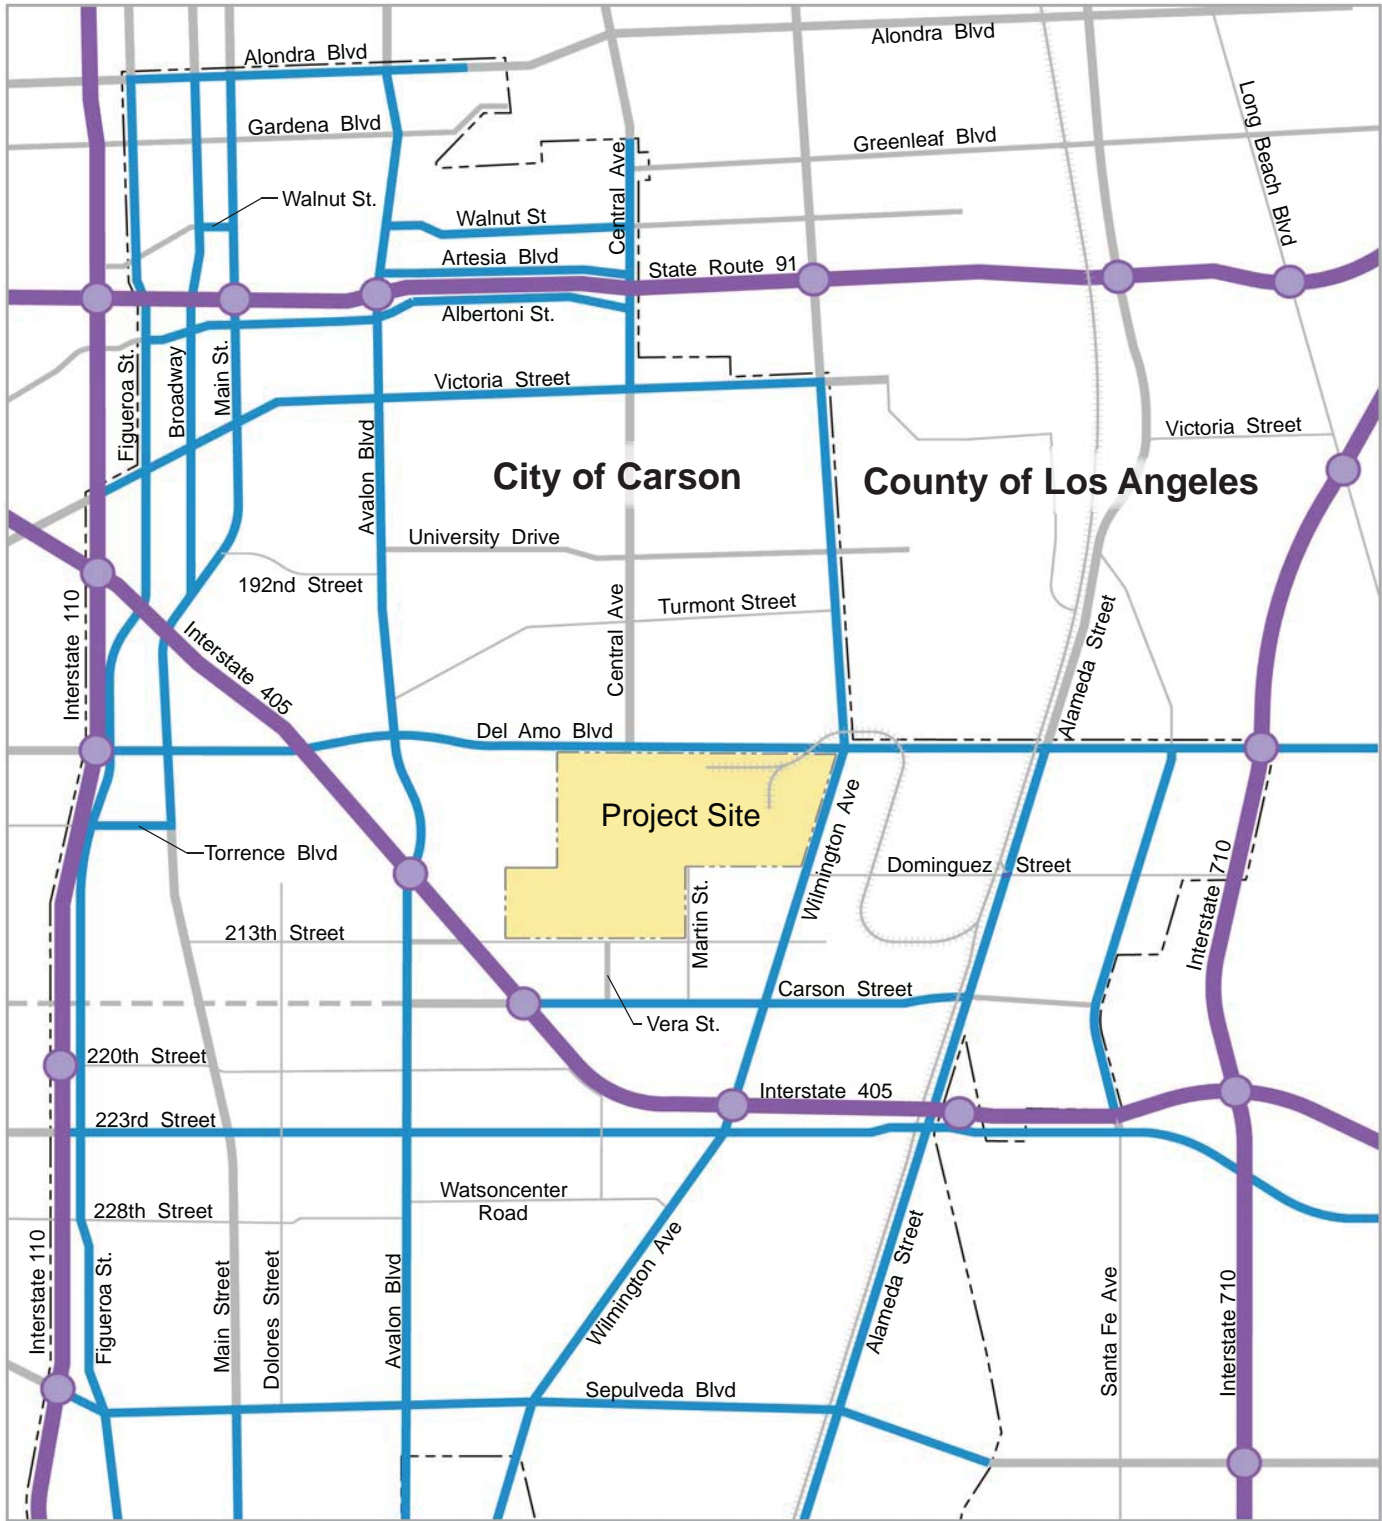 Alondra Blvd
Alondra Blvd
Gardena Blvd
Greenleaf Blvd
Long Beach Blvd
Central Ave
Walnut St.
Walnut St
Artesia Blvd
State Route 91
Albertoni St.
Figueroa St.
Broadway
Main St.
Victoria Street
Avalon Blvd
Victoria Street
City of Carson
County of Los Angeles
University Drive
192nd Street
Interstate 110
Interstate 405
Central Ave
Turmont Street
Alameda Street
Del Amo Blvd
Project Site
Wilmington Ave
Torrence Blvd
Dominguez Street
Interstate 710
213th Street
Martin St.
Carson Street
Vera St.
220th Street
Interstate 405
223rd Street
Watsoncenter
Road
228th Street
Interstate 110
Figueroa St.
Main Street
Dolores Street
Avalon Blvd
Wilmington Ave
Alameda Street
Santa Fe Ave
Interstate 710
Sepulveda Blvd